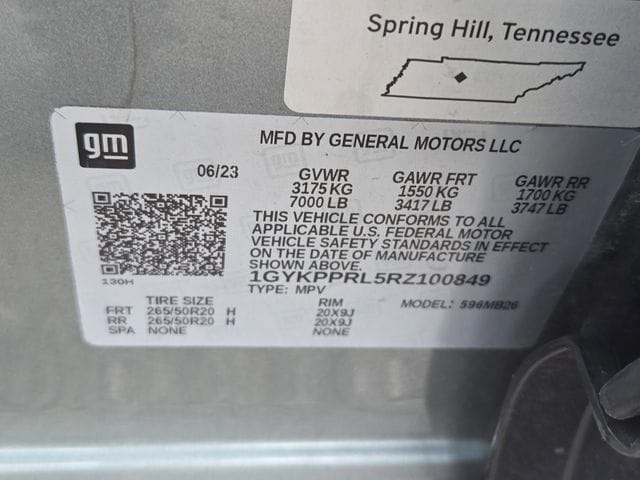 Spring Hill, Tennessee
gm
MFD BY GENERAL MOTORS LLC
06/23 GVWR GAWR FRT GAWR RR
3175 KG 1550 KG 1700 KG
7000 LB 3417 LB 3747 LB
THIS VEHICLE CONFORMS TO ALL
APPLICABLE U.S. FEDERAL MOTOR
VEHICLE SAFETY STANDARDS IN EFFECT
ON THE DATE OF MANUFACTURE
SHOWN ABOVE.
1GYKPPRL5RZ100849
130H
TYPE: MPV MODEL: 596MB26
TIRE SIZE RIM
FRT 265/50R20 H 20X9J
RR 265/50R20 H 20X9J
SPA NONE NONE